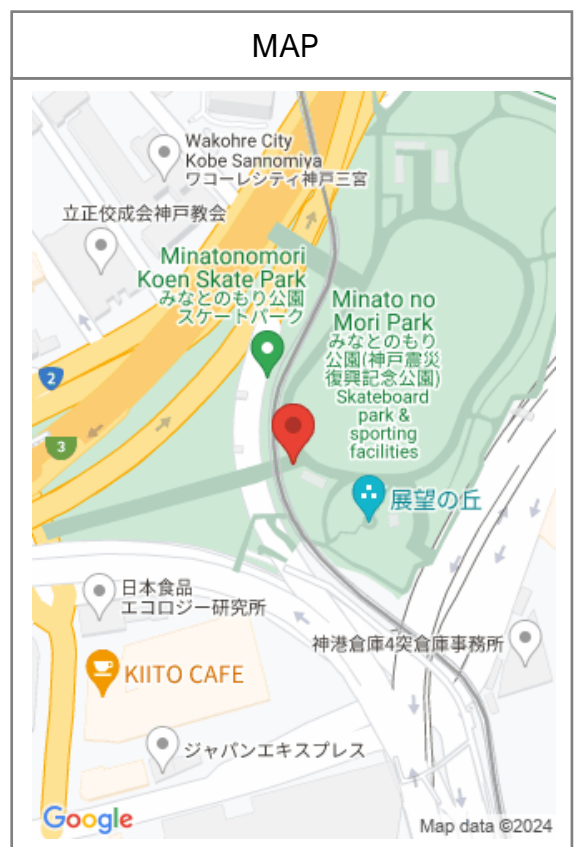 MAP
Wakohre City
Kobe Sannomiya
ワコーレシティ神戸三宮
立正佼成会神戸教会
Minatonomori
Koen Skate Park
みなとのもり公園
スケートパーク
Minato no
Mori Park
みなとのもり
公園(神戸震災
復興記念公園)
Skateboard
park &
sporting
facilities
2
3
展望の丘
日本食品
エコロジー研究所
神港倉庫4突倉庫事務所
KIITO CAFE
ジャパンエキスプレス
Google
Map data ©2024